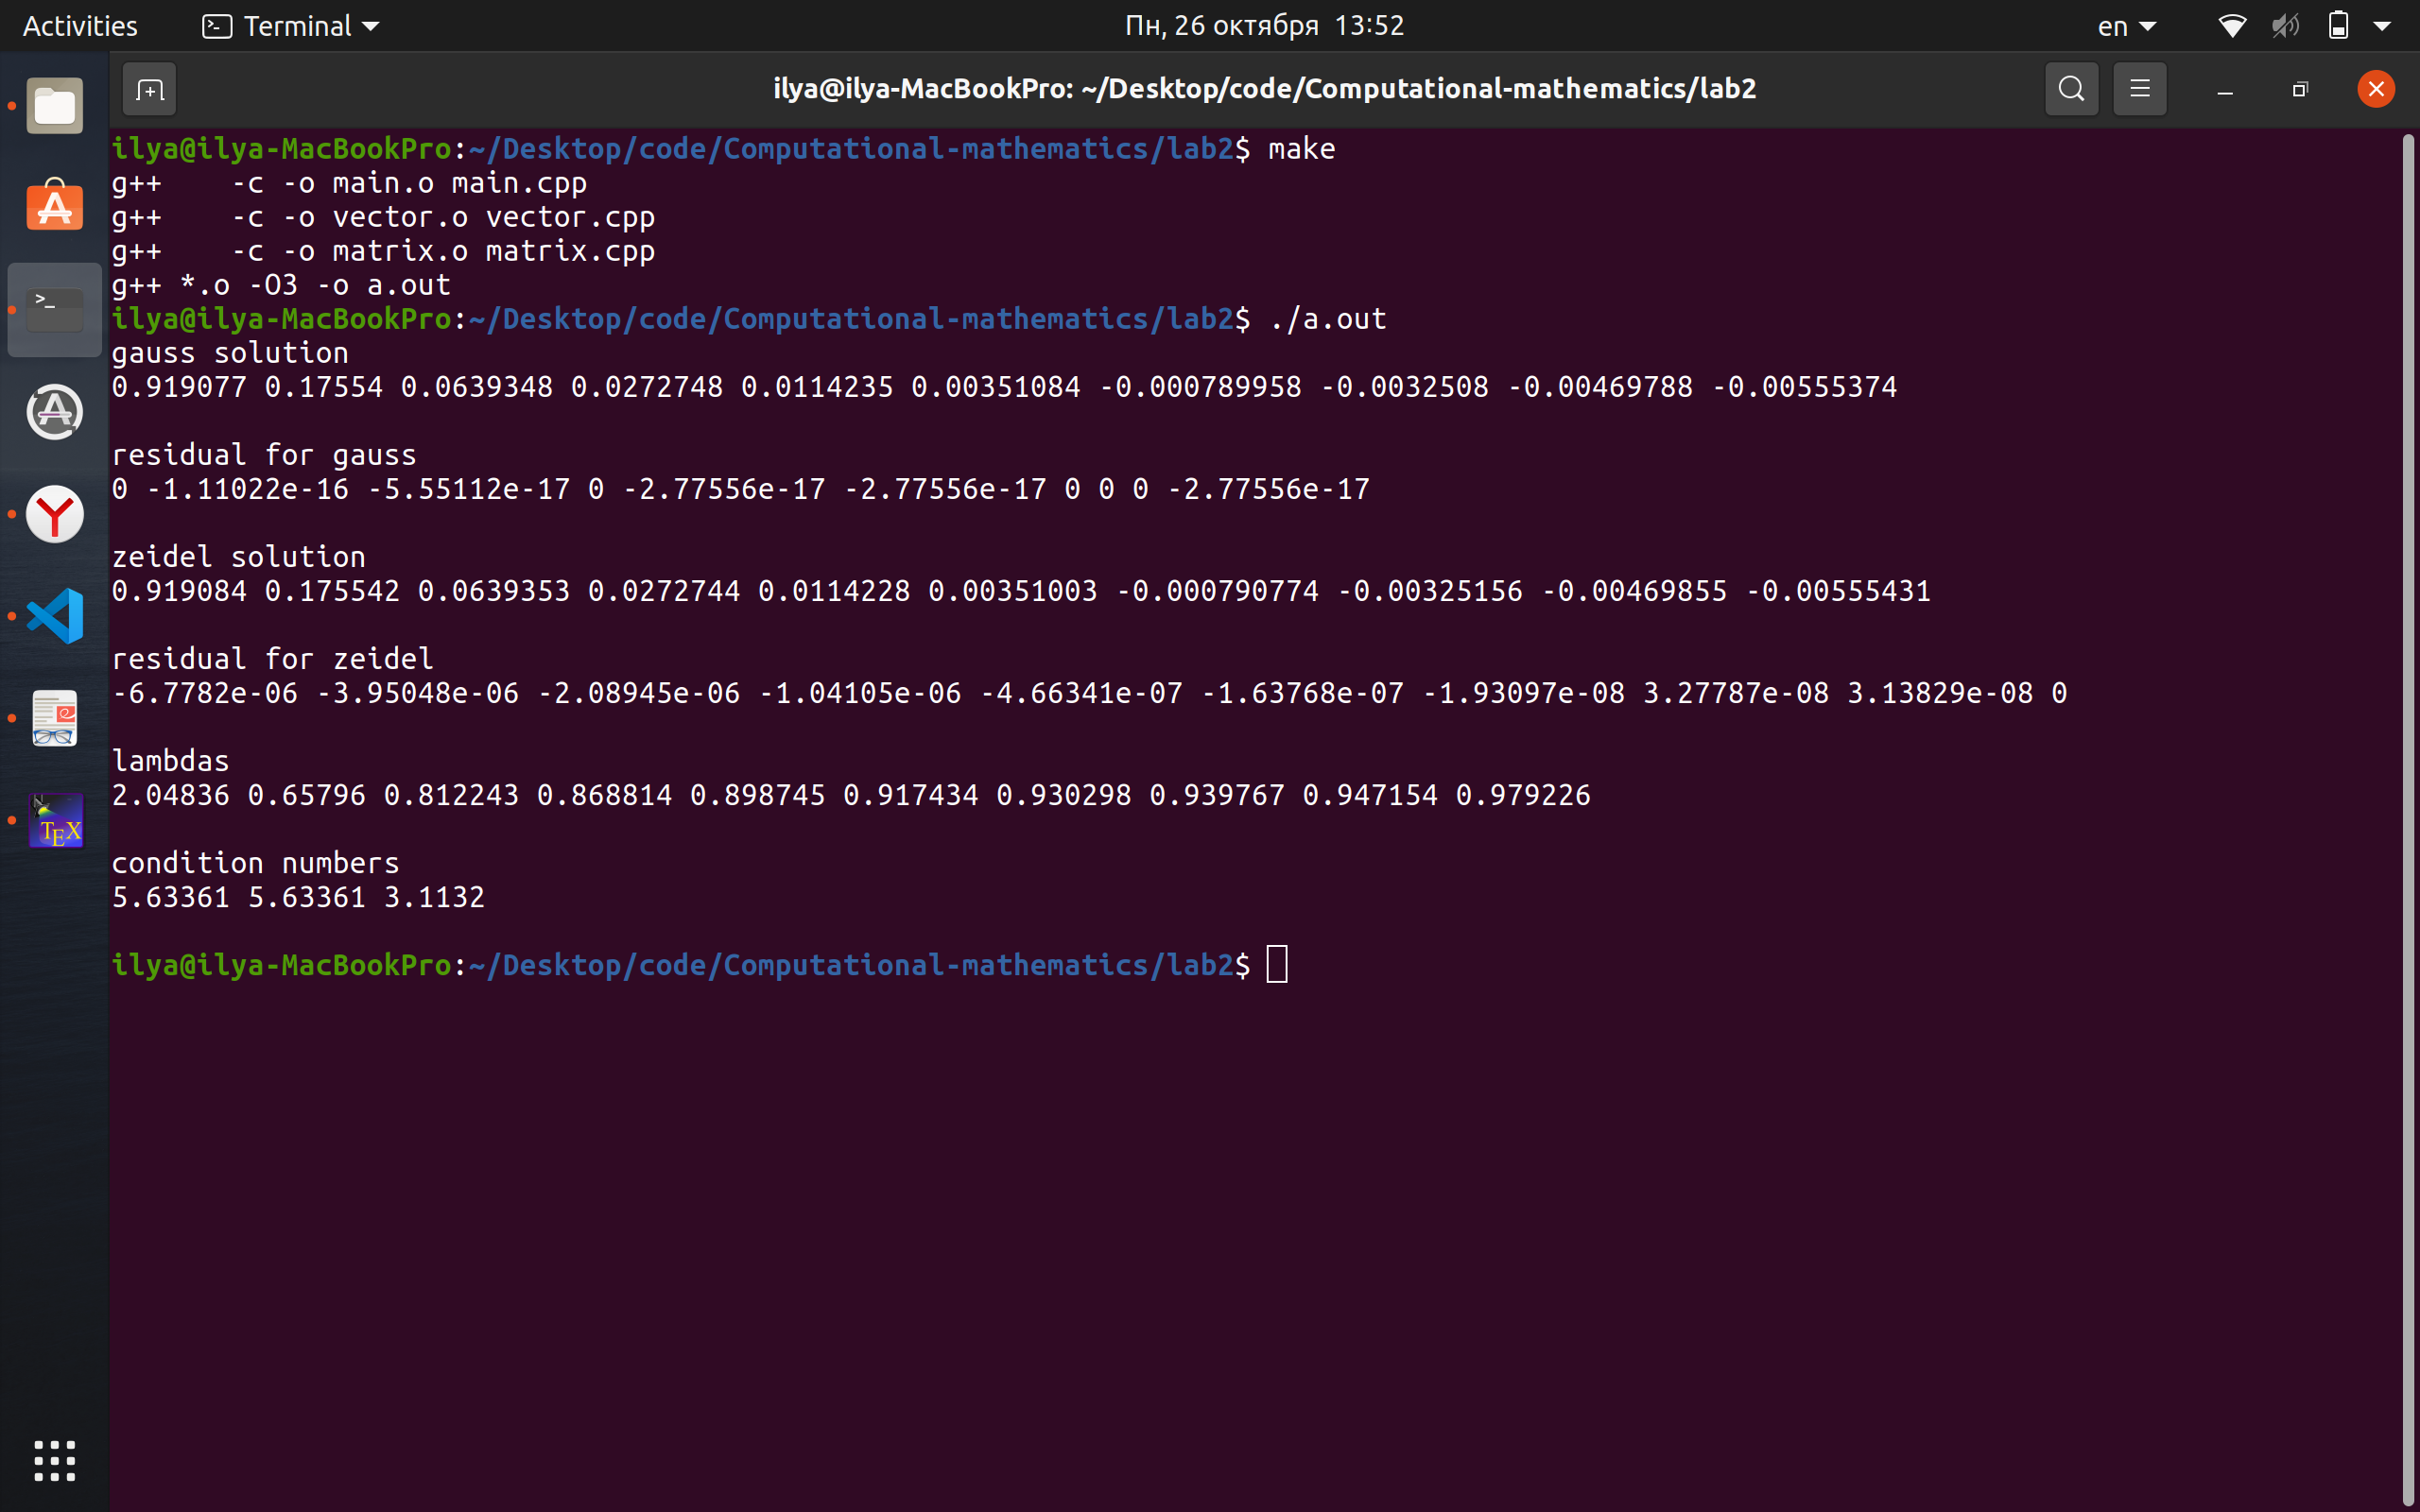 Activities Terminal Пн, 26 октября 13:52 en
ilya@ilya-MacBookPro: ~/Desktop/code/Computational-mathematics/lab2
ilya@ilya-MacBookPro:~/Desktop/code/Computational-mathematics/lab2$ make
g++    -c -o main.o main.cpp
g++    -c -o vector.o vector.cpp
g++    -c -o matrix.o matrix.cpp
g++ *.o -O3 -o a.out
ilya@ilya-MacBookPro:~/Desktop/code/Computational-mathematics/lab2$ ./a.out
gauss solution
0.919077 0.17554 0.0639348 0.0272748 0.0114235 0.00351084 -0.000789958 -0.0032508 -0.00469788 -0.00555374
residual for gauss
0 -1.11022e-16 -5.55112e-17 0 -2.77556e-17 -2.77556e-17 0 0 0 -2.77556e-17
zeidel solution
0.919084 0.175542 0.0639353 0.0272744 0.0114228 0.00351003 -0.000790774 -0.00325156 -0.00469855 -0.00555431
residual for zeidel
-6.7782e-06 -3.95048e-06 -2.08945e-06 -1.04105e-06 -4.66341e-07 -1.63768e-07 -1.93097e-08 3.27787e-08 3.13829e-08 0
lambdas
2.04836 0.65796 0.812243 0.868814 0.898745 0.917434 0.930298 0.939767 0.947154 0.979226
condition numbers
5.63361 5.63361 3.1132
ilya@ilya-MacBookPro:~/Desktop/code/Computational-mathematics/lab2$
TEX